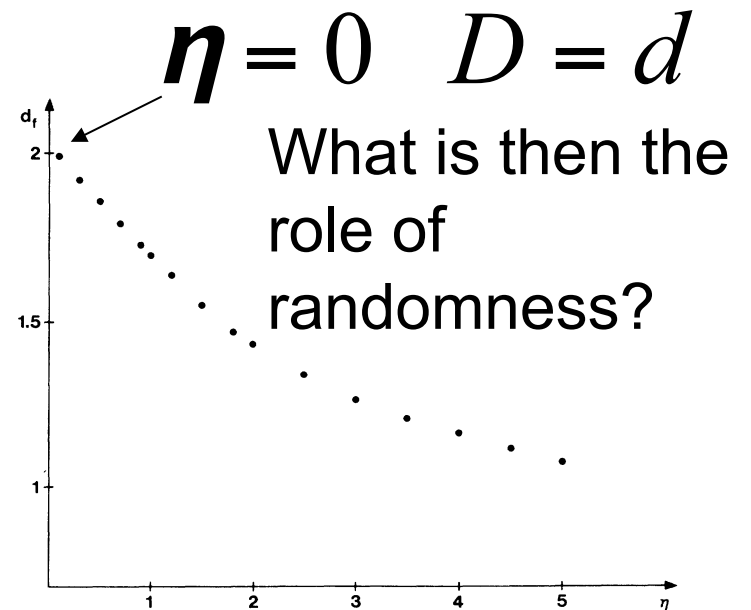 η = 0 D = d
d_f
What is then the
2
role of
randomness?
1.5
1
1 2 3 4 5 η